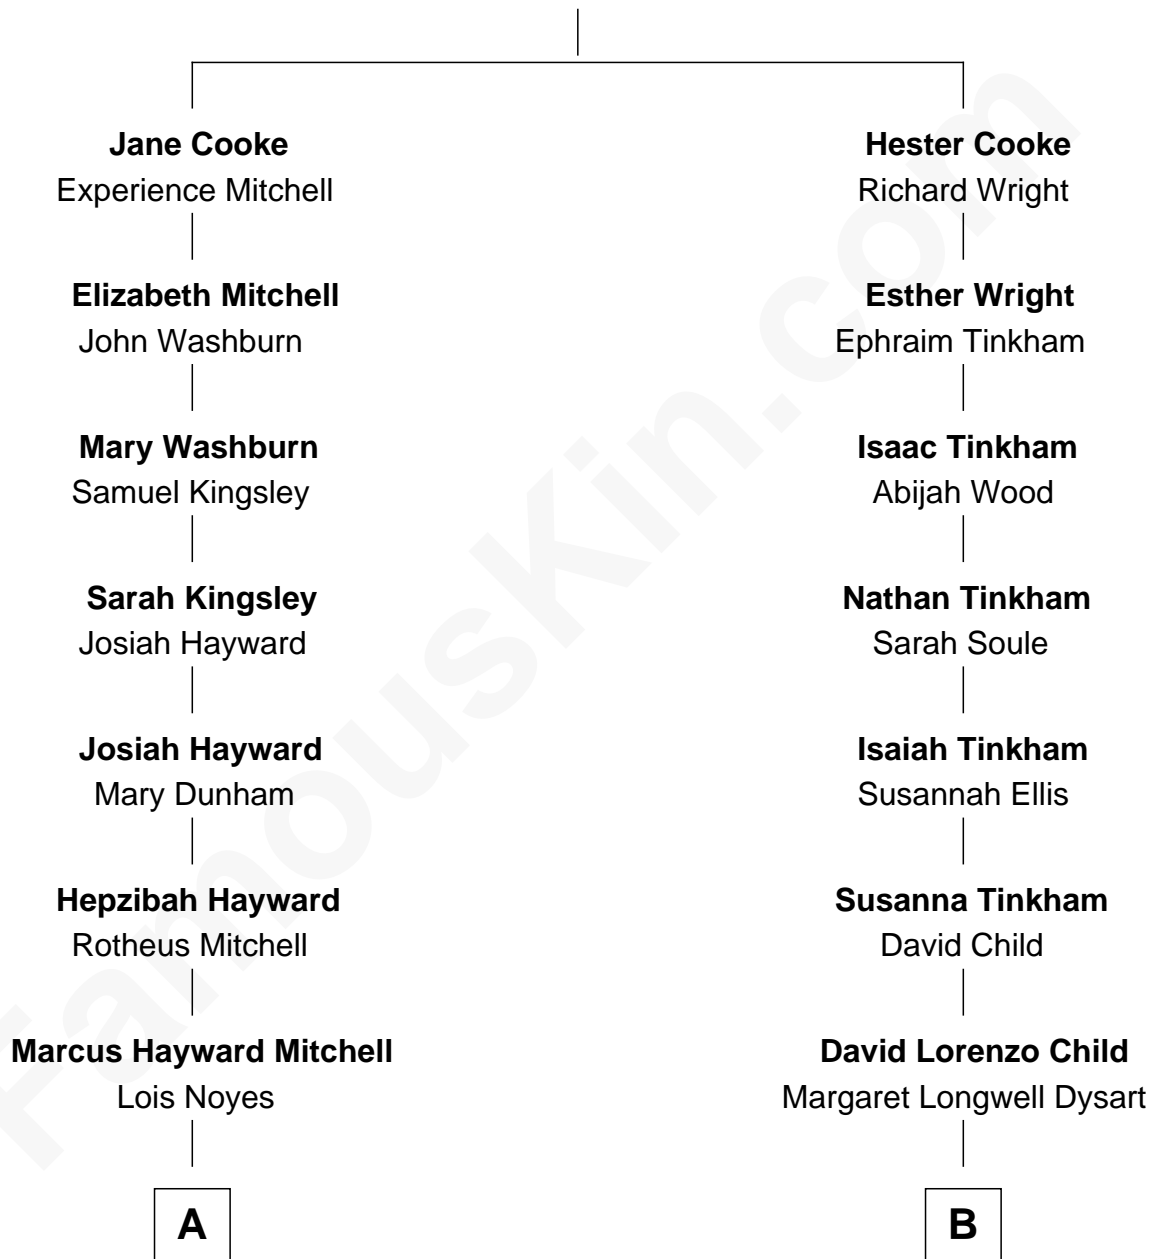 Jane Cooke
Experience Mitchell
Hester Cooke
Richard Wright
Elizabeth Mitchell
John Washburn
Esther Wright
Ephraim Tinkham
Mary Washburn
Samuel Kingsley
Isaac Tinkham
Abijah Wood
Sarah Kingsley
Josiah Hayward
Nathan Tinkham
Sarah Soule
Josiah Hayward
Mary Dunham
Isaiah Tinkham
Susannah Ellis
Hepzibah Hayward
Rotheus Mitchell
Susanna Tinkham
David Child
Marcus Hayward Mitchell
Lois Noyes
David Lorenzo Child
Margaret Longwell Dysart
A
B
FamousKin.com